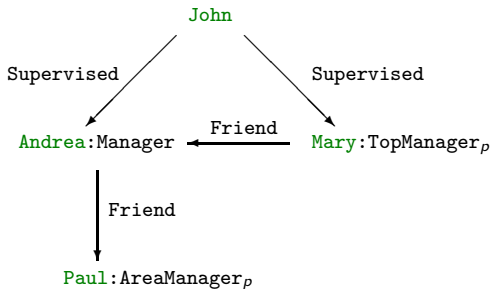 John
Supervised Supervised
Friend
Andrea:Manager Mary:TopManagerₚ
Friend
Paul:AreaManagerₚ